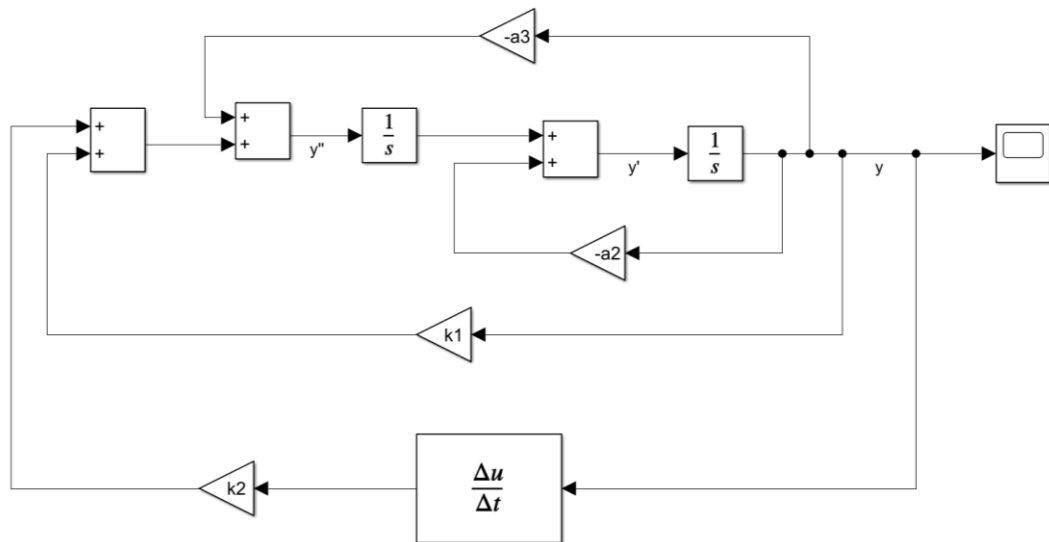 -a3
+
+
+
+
y"
1
s
+
+
y'
1
s
y
-a2
k1
k2
Δu
Δt